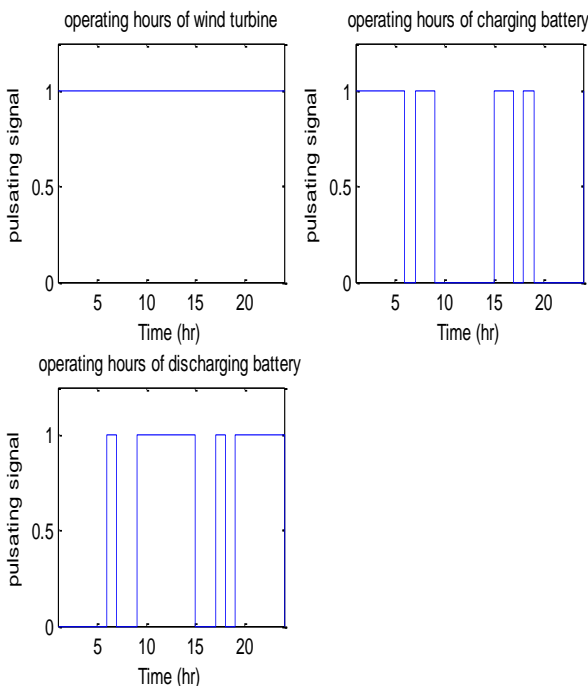 operating hours of wind turbine
1
0.5
0
pulsating signal
5 10 15 20
Time (hr)
operating hours of charging battery
1
0.5
0
pulsating signal
5 10 15 20
Time (hr)
operating hours of discharging battery
1
0.5
0
pulsating signal
5 10 15 20
Time (hr)